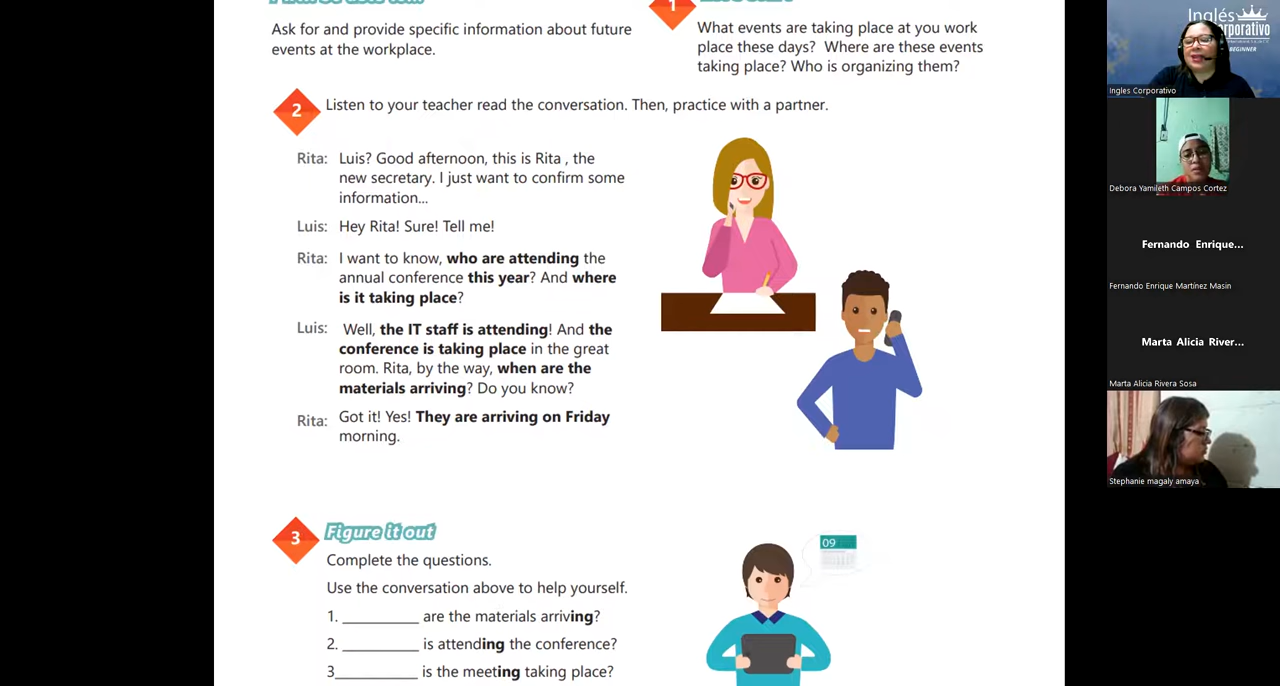 Ask for and provide specific information about future
events at the workplace.
1
What events are taking place at you work
place these days? Where are these events
taking place? Who is organizing them?
2
Listen to your teacher read the conversation. Then, practice with a partner.
Rita: Luis? Good afternoon, this is Rita , the
new secretary. I just want to confirm some
information...
Luis: Hey Rita! Sure! Tell me!
Rita: I want to know, who are attending the
annual conference this year? And where
is it taking place?
Luis: Well, the IT staff is attending! And the
conference is taking place in the great
room. Rita, by the way, when are the
materials arriving? Do you know?
Rita: Got it! Yes! They are arriving on Friday
morning.
3
Figure it out
Complete the questions.
Use the conversation above to help yourself.
1. __________ are the materials arriving?
2. __________ is attending the conference?
3___________ is the meeting taking place?
09
Inglés
Corporativo
BEGINNER
Ingles Corporativo
Debora Yamileth Campos Cortez
Fernando Enrique...
Fernando Enrique Martínez Masin
Marta Alicia River...
Marta Alicia Rivera Sosa
Stephanie magaly amaya